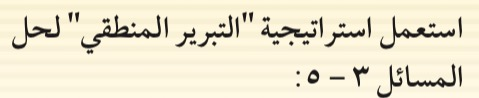 استعمل استراتيجية "التبرير المنطقي" لحل
المسائل ٣ – ٥: